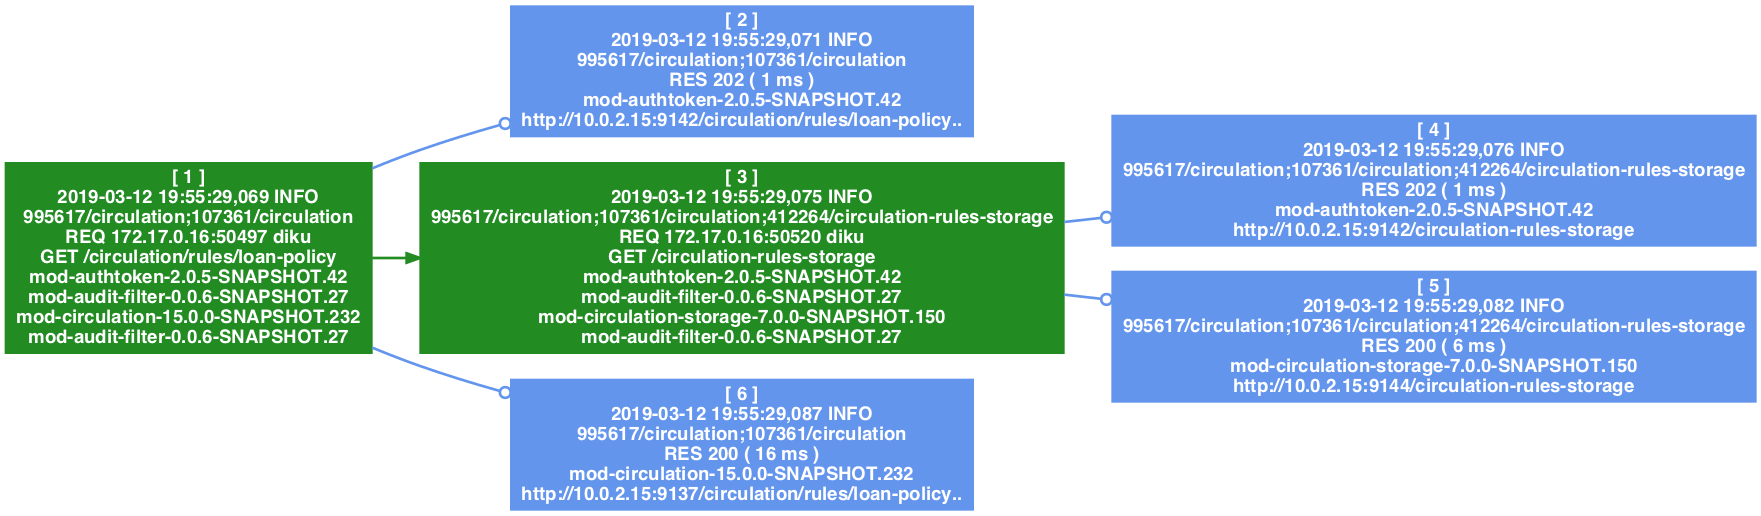 [ 1 ]
2019-03-12 19:55:29,069 INFO
995617/circulation;107361/circulation
REQ 172.17.0.16:50497 diku
GET /circulation/rules/loan-policy
mod-authtoken-2.0.5-SNAPSHOT.42
mod-audit-filter-0.0.6-SNAPSHOT.27
mod-circulation-15.0.0-SNAPSHOT.232
mod-audit-filter-0.0.6-SNAPSHOT.27
[ 2 ]
2019-03-12 19:55:29,071 INFO
995617/circulation;107361/circulation
RES 202 ( 1 ms )
mod-authtoken-2.0.5-SNAPSHOT.42
http://10.0.2.15:9142/circulation/rules/loan-policy..
[ 3 ]
2019-03-12 19:55:29,075 INFO
995617/circulation;107361/circulation;412264/circulation-rules-storage
REQ 172.17.0.16:50520 diku
GET /circulation-rules-storage
mod-authtoken-2.0.5-SNAPSHOT.42
mod-audit-filter-0.0.6-SNAPSHOT.27
mod-circulation-storage-7.0.0-SNAPSHOT.150
mod-audit-filter-0.0.6-SNAPSHOT.27
[ 4 ]
2019-03-12 19:55:29,076 INFO
995617/circulation;107361/circulation;412264/circulation-rules-storage
RES 202 ( 1 ms )
mod-authtoken-2.0.5-SNAPSHOT.42
http://10.0.2.15:9142/circulation-rules-storage
[ 5 ]
2019-03-12 19:55:29,082 INFO
995617/circulation;107361/circulation;412264/circulation-rules-storage
RES 200 ( 6 ms )
mod-circulation-storage-7.0.0-SNAPSHOT.150
http://10.0.2.15:9144/circulation-rules-storage
[ 6 ]
2019-03-12 19:55:29,087 INFO
995617/circulation;107361/circulation
RES 200 ( 16 ms )
mod-circulation-15.0.0-SNAPSHOT.232
http://10.0.2.15:9137/circulation/rules/loan-policy..